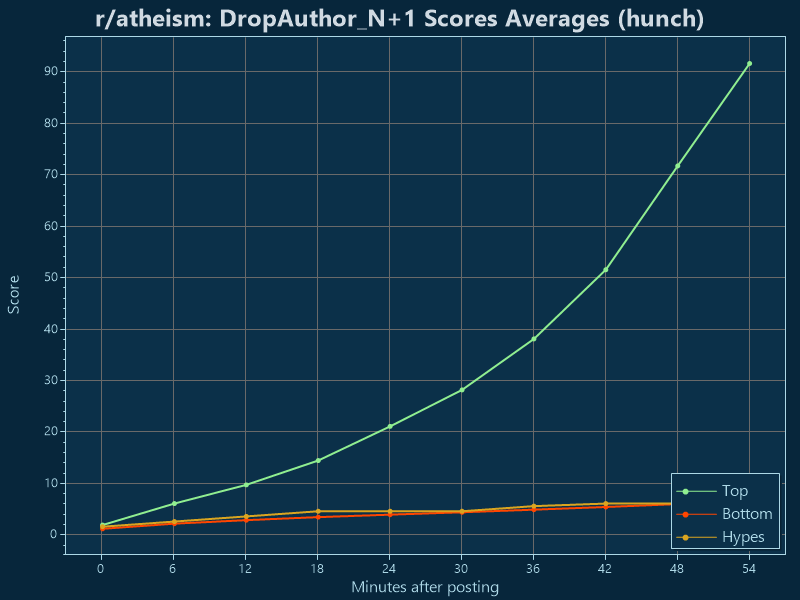 r/atheism: DropAuthor_N+1 Scores Averages (hunch)
90
80
70
60
50
40
30
20
10
0
Score
Top
Bottom
Hypes
0 6 12 18 24 30 36 42 48 54
Minutes after posting